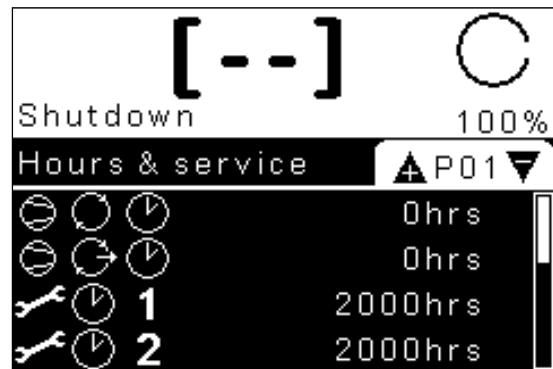 [--]
Shutdown 100%
Hours & service P01
0hrs
0hrs
1 2000hrs
2 2000hrs